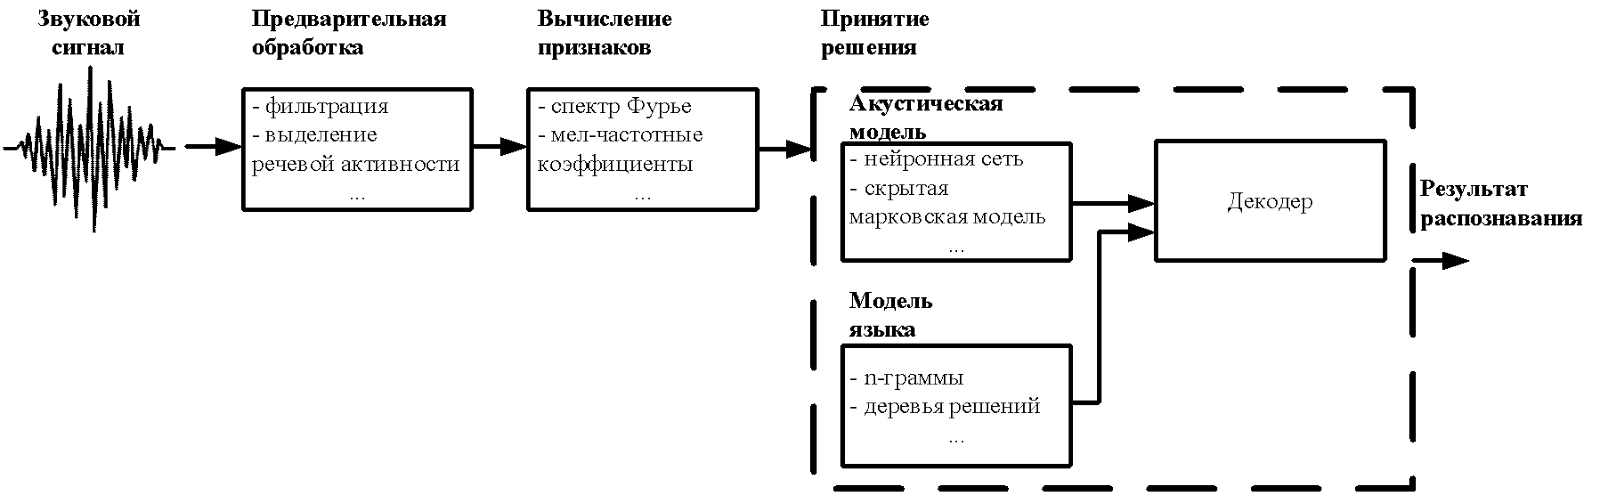 Звуковой
сигнал
Предварительная
обработка
- фильтрация
- выделение
речевой активности
...
Вычисление
признаков
- спектр Фурье
- мел-частотные
коэффициенты
...
Принятие
решения
Акустическая
модель
- нейронная сеть
- скрытая
марковская модель
...
Модель
языка
- n-граммы
- деревья решений
...
Декодер
Результат
распознавания